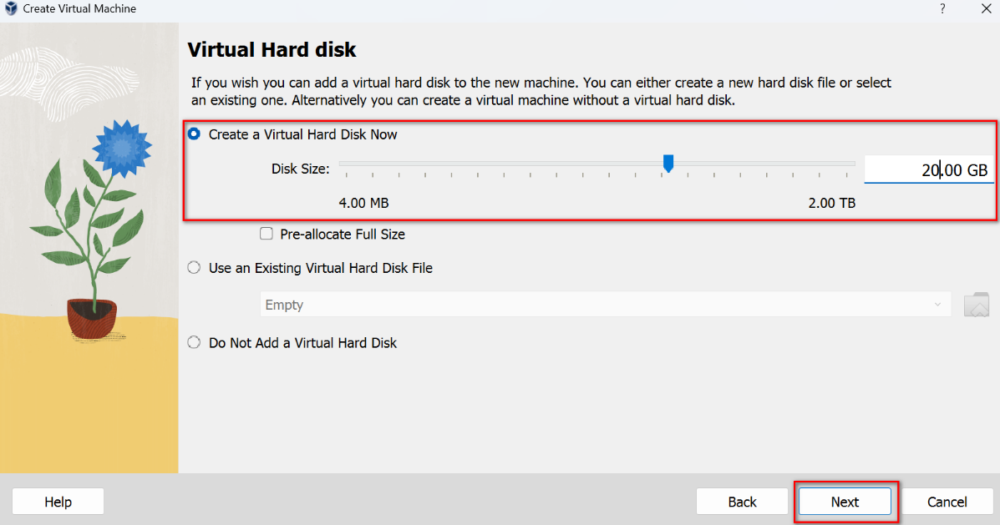 Create Virtual Machine
?
Virtual Hard disk
If you wish you can add a virtual hard disk to the new machine. You can either create a new hard disk file or select
an existing one. Alternatively you can create a virtual machine without a virtual hard disk.
Create a Virtual Hard Disk Now
Disk Size:
20.00 GB
4.00 MB
2.00 TB
Pre-allocate Full Size
Use an Existing Virtual Hard Disk File
Empty
Do Not Add a Virtual Hard Disk
Help
Back
Next
Cancel